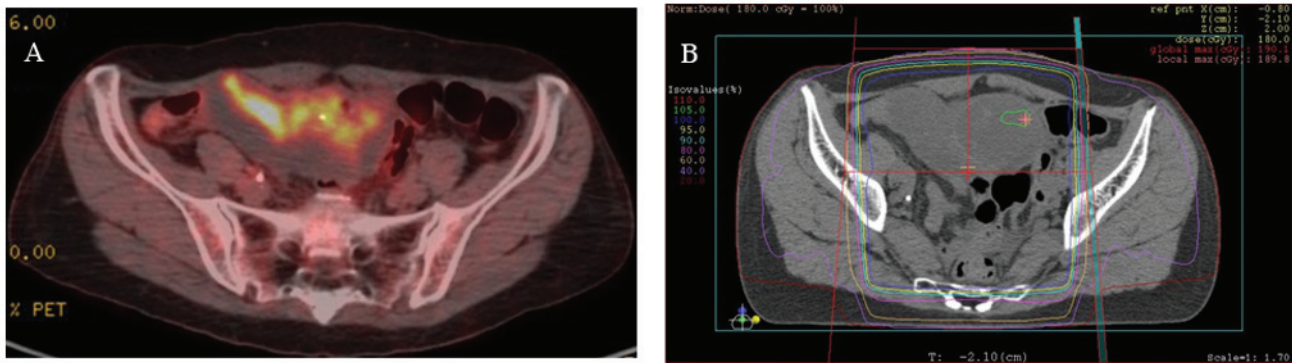 6.00
A
0.00
% PET
Norm:Dose( 180.0 cGy = 100%)
B
ref pnt X(cm): -0.80
Y(cm): -2.10
Z(cm): 2.00
dose(cGy): 180.0
global max(cGy): 190.1
local max(cGy): 189.8
Isovalues(%)
110.0
105.0
100.0
95.0
90.0
80.0
60.0
40.0
20.0
T: -2.10(cm)
Scale=1: 1.70